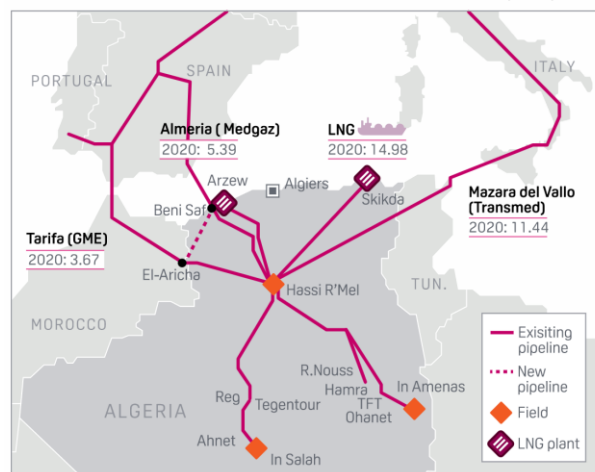 PORTUGAL
SPAIN
ITALY
Almeria ( Medgaz)
2020: 5.39
LNG
2020: 14.98
Arzew
Algiers
Skikda
Mazara del Vallo
(Transmed)
2020: 11.44
Beni Saf
Tarifa (GME)
2020: 3.67
El-Aricha
Hassi R'Mel
TUN.
MOROCCO
ALGERIA
R.Nouss
Hamra
TFT
Ohanet
In Amenas
Reg
Tegentour
Ahnet
In Salah
Exisiting
pipeline
New
pipeline
Field
LNG plant